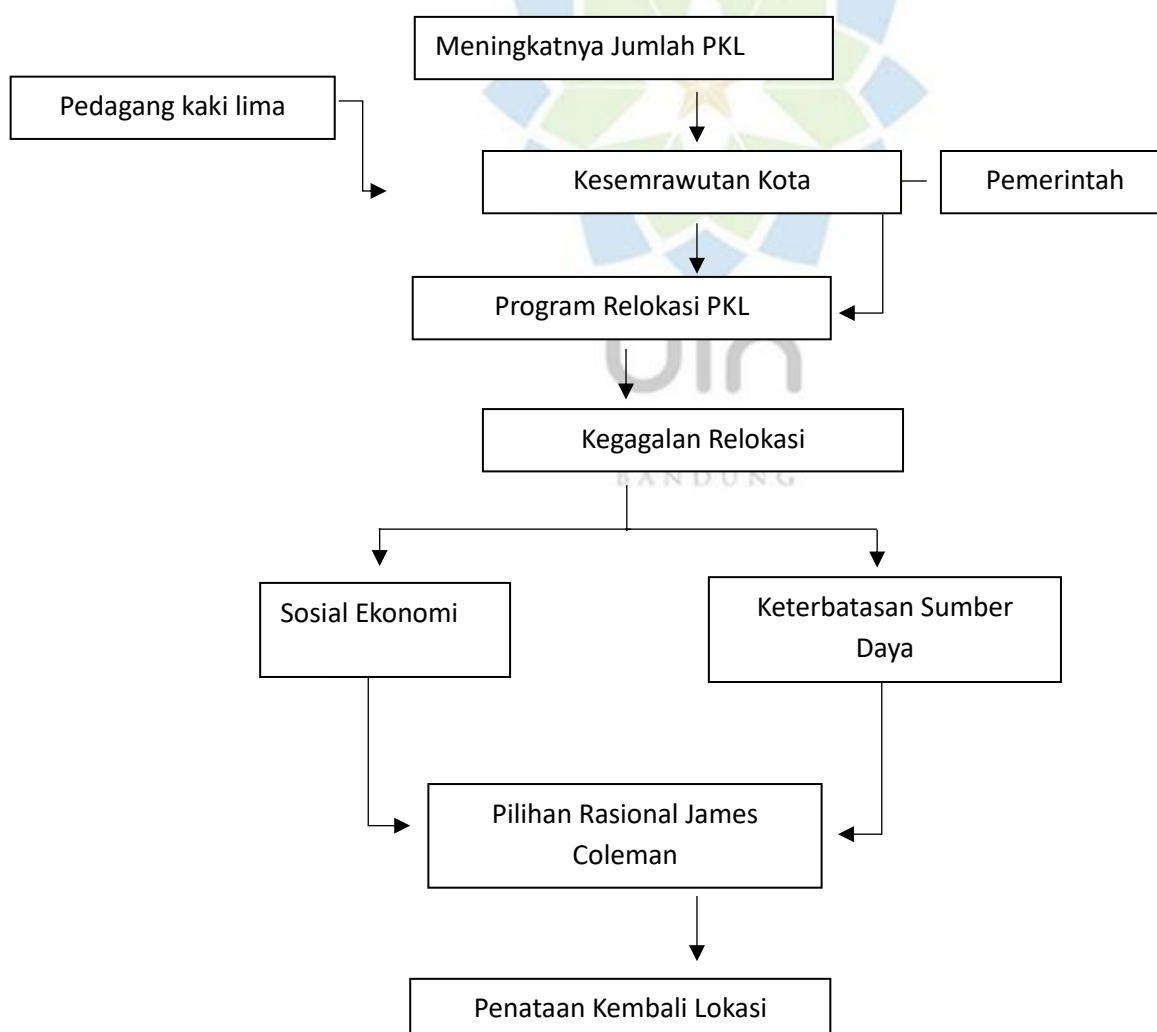 Meningkatnya Jumlah PKL
Pedagang kaki lima
Kesemrawutan Kota
Pemerintah
Program Relokasi PKL
uin
Kegagalan Relokasi
BANDUNG
Sosial Ekonomi
Keterbatasan Sumber
Daya
Pilihan Rasional James
Coleman
Penataan Kembali Lokasi